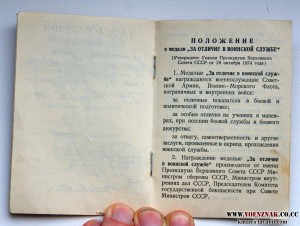 ПОЛОЖЕНИЕ
о медали „ЗА ОТЛИЧИЕ В ВОИНСКОЙ СЛУЖБЕ“
(Утверждено Указом Президиума Верховного
Совета СССР от 28 октября 1974 года.)
1. Медалью „За отличие в воинской служ-
бе“ награждаются военнослужащие Советской
Армии, Военно-Морского Флота,
пограничных и внутренних войск:
за отличные показатели в боевой и
политической подготовке;
за особые отличия на учениях и манев-
рах, при несении боевой службы и боевого
дежурства;
за отвагу, самоотверженность и другие
заслуги, проявленные в период прохождения
воинской службы.
2. Награждение медалью „За отличие
в воинской службе“ производится от имени
Президиума Верховного Совета СССР Ми-
нистром обороны СССР, Министром внутрен-
них дел СССР, Председателем Комитета
государственной безопасности при Совете
Министров СССР.
WWW.VOENZNAK.CO.CC